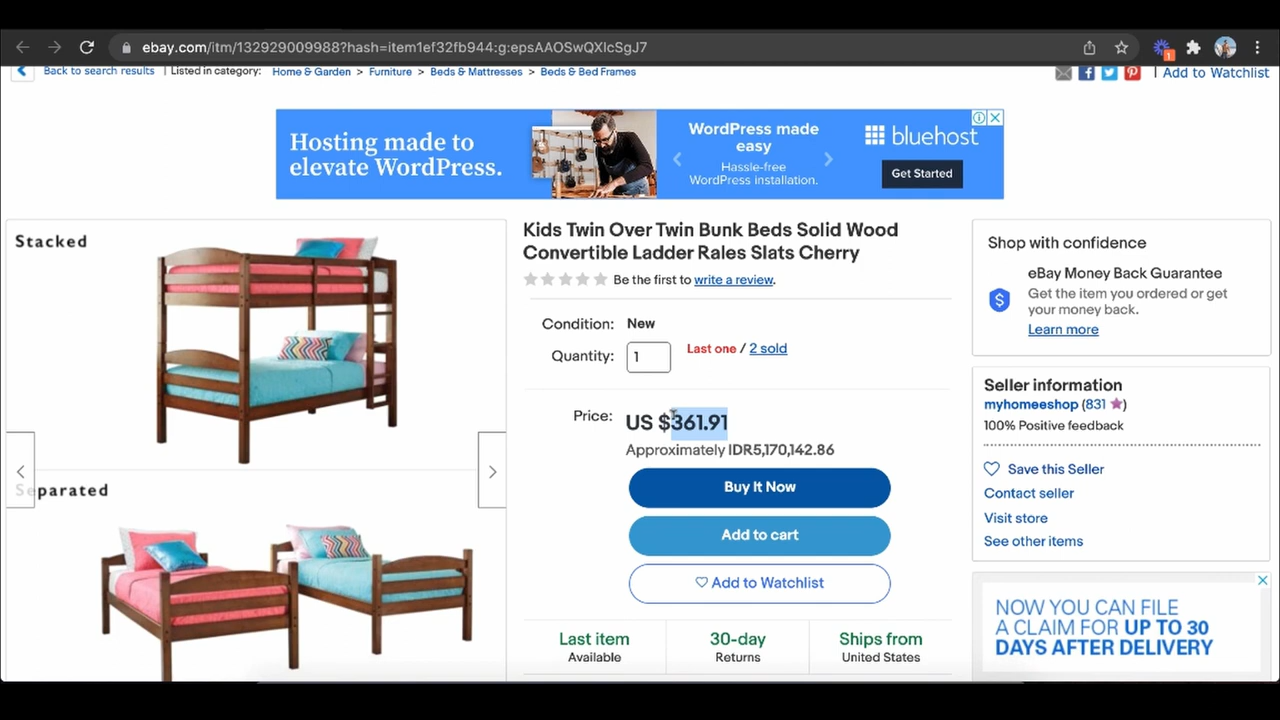 ebay.com/itm/132929009988?hash=item1ef32fb944:g:epsAAOSwQXIcSgJ7
1
Back to search results | Listed in category: Home & Garden > Furniture > Beds & Mattresses > Beds & Bed Frames
| Add to Watchlist
Hosting made to
elevate WordPress.
WordPress made
easy
Hassle-free
WordPress installation.
bluehost
Get Started
Stacked
Separated
Kids Twin Over Twin Bunk Beds Solid Wood
Convertible Ladder Rales Slats Cherry
Be the first to write a review.
Condition: New
Quantity: 1 Last one / 2 sold
Price: US $361.91
Approximately IDR5,170,142.86
Buy It Now
Add to cart
Add to Watchlist
Last item
Available
30-day
Returns
Ships from
United States
Shop with confidence
eBay Money Back Guarantee
Get the item you ordered or get
your money back.
Learn more
Seller information
myhomeeshop (831)
100% Positive feedback
Save this Seller
Contact seller
Visit store
See other items
NOW YOU CAN FILE
A CLAIM FOR UP TO 30
DAYS AFTER DELIVERY